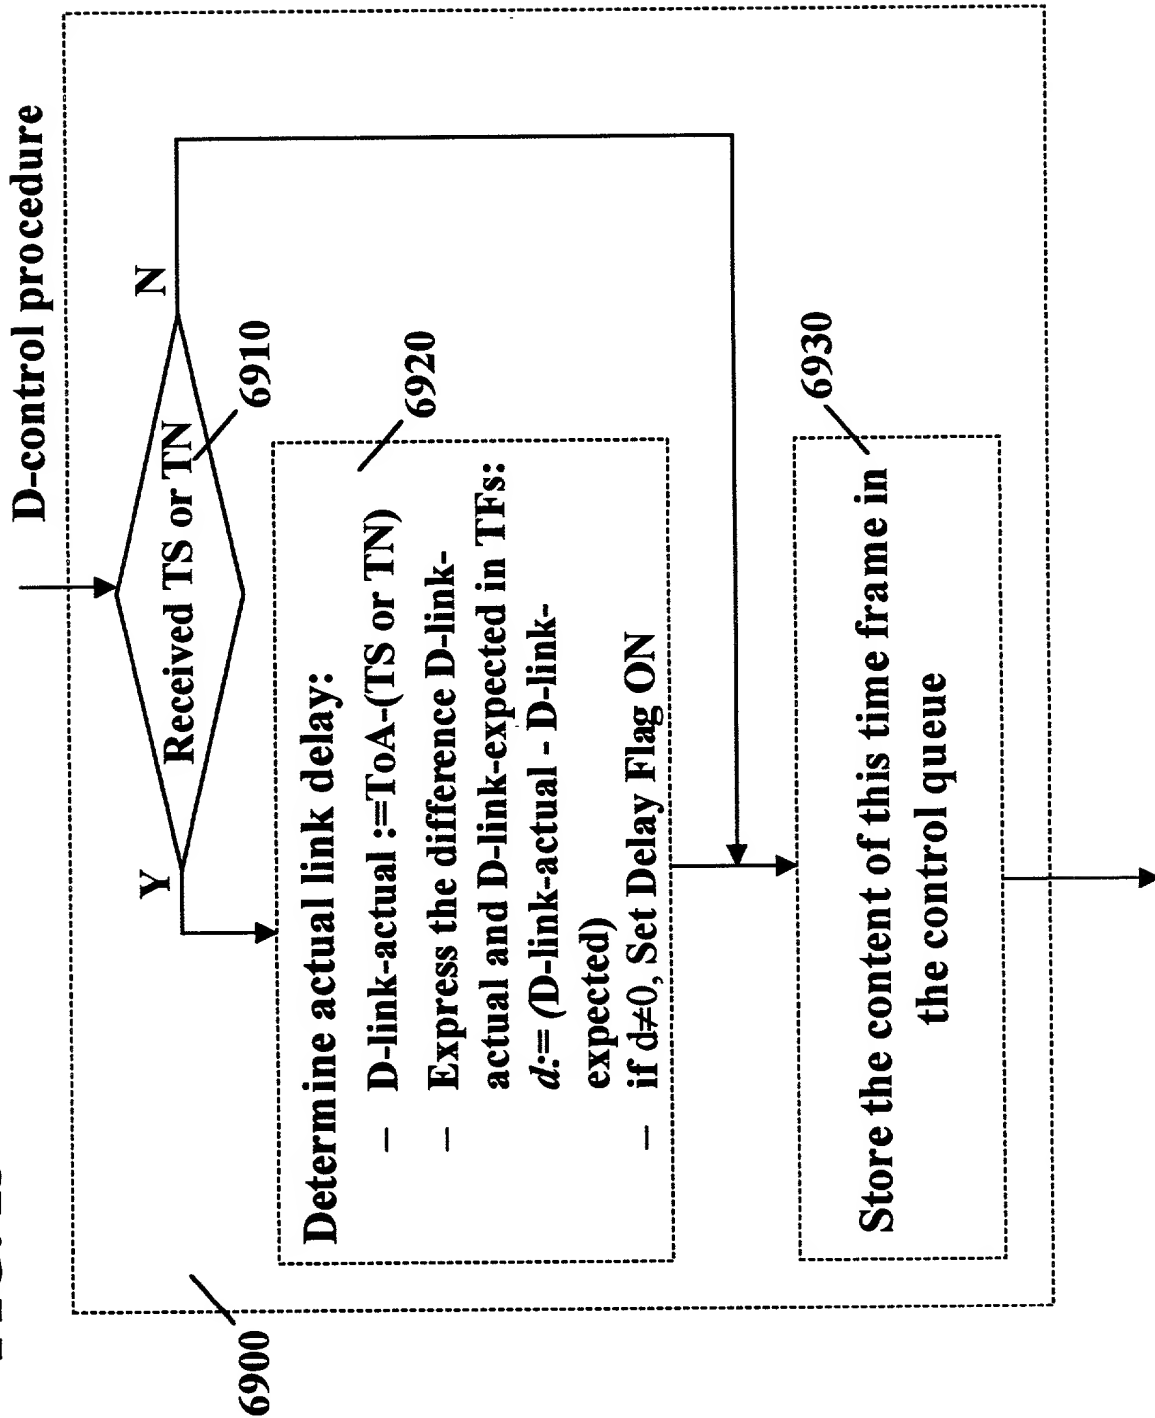 D-control procedure
Received TS or TN
Y
N
6910
Determine actual link delay:
– D-link-actual :=ToA-(TS or TN)
– Express the difference D-link-
actual and D-link-expected in TFs:
d:= (D-link-actual - D-link-
expected)
– if d≠0, Set Delay Flag ON
6920
Store the content of this time frame in
the control queue
6930
6900